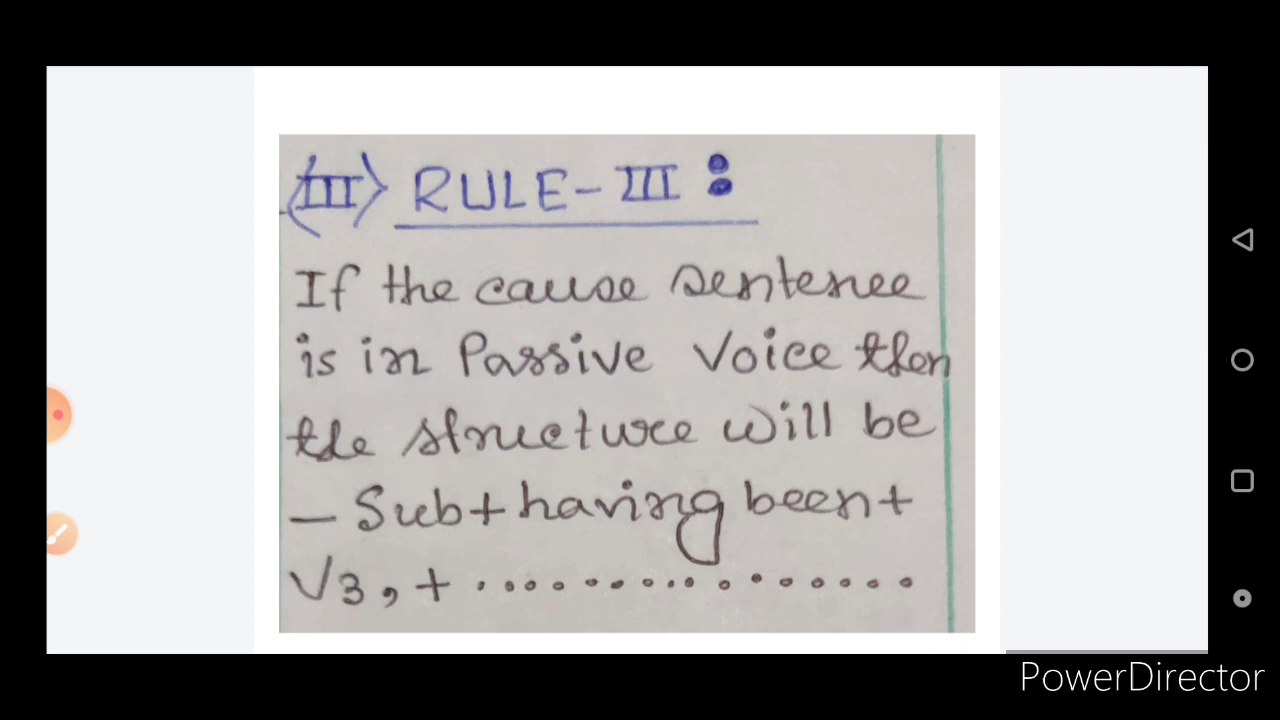 (III) RULE-III :
If the cause sentence
is in Passive Voice then
the structure will be
- Sub + having been +
V3, + ................
PowerDirector